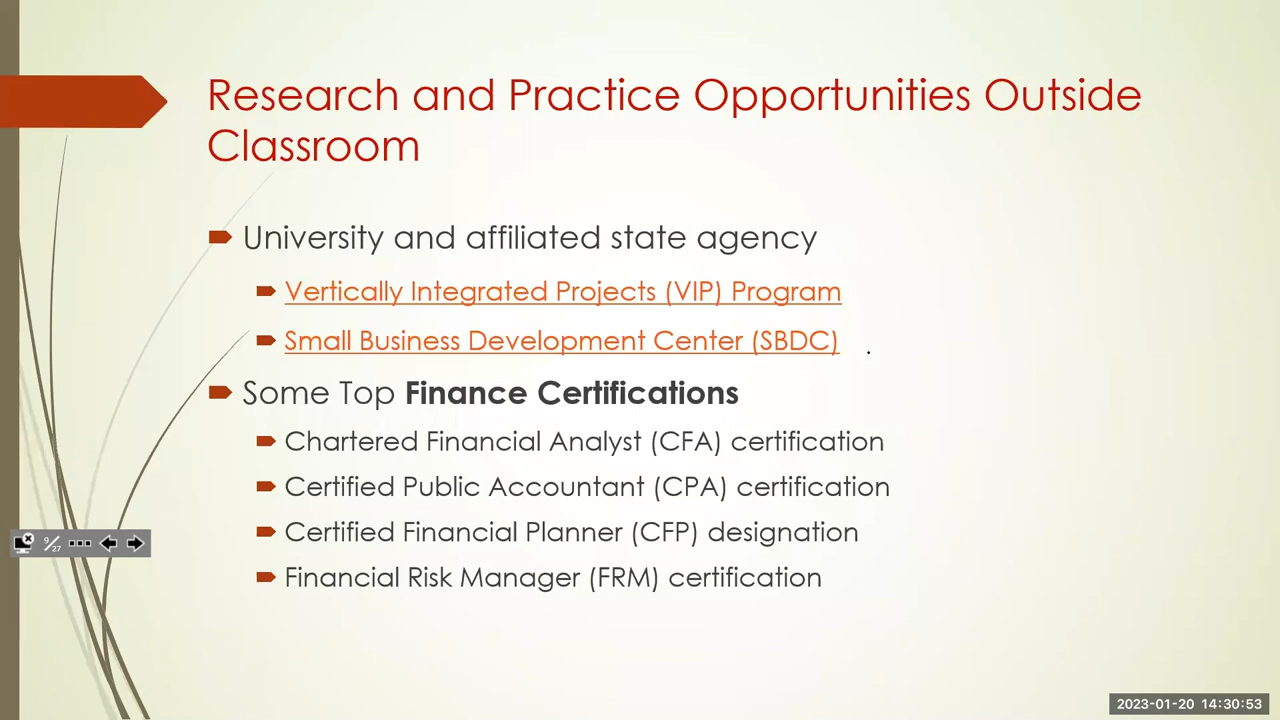 Research and Practice Opportunities Outside
Classroom
University and affiliated state agency
Vertically Integrated Projects (VIP) Program
Small Business Development Center (SBDC)
Some Top Finance Certifications
Chartered Financial Analyst (CFA) certification
Certified Public Accountant (CPA) certification
Certified Financial Planner (CFP) designation
9/27
Financial Risk Manager (FRM) certification
2023-01-20 14:30:53